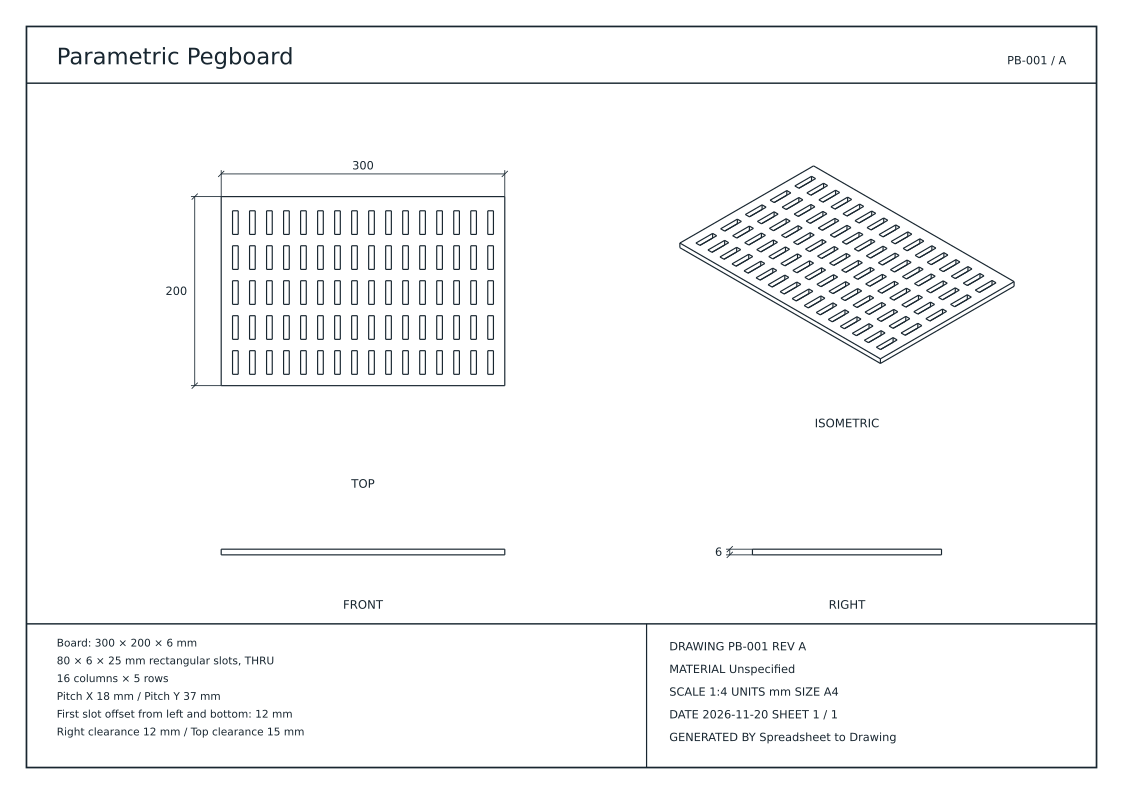 Parametric Pegboard
PB-001 / A
300
200
ISOMETRIC
TOP
6
FRONT
RIGHT
Board: 300 × 200 × 6 mm
80 × 6 × 25 mm rectangular slots, THRU
16 columns × 5 rows
Pitch X 18 mm / Pitch Y 37 mm
First slot offset from left and bottom: 12 mm
Right clearance 12 mm / Top clearance 15 mm
DRAWING PB-001 REV A
MATERIAL Unspecified
SCALE 1:4 UNITS mm SIZE A4
DATE 2026-11-20 SHEET 1 / 1
GENERATED BY Spreadsheet to Drawing